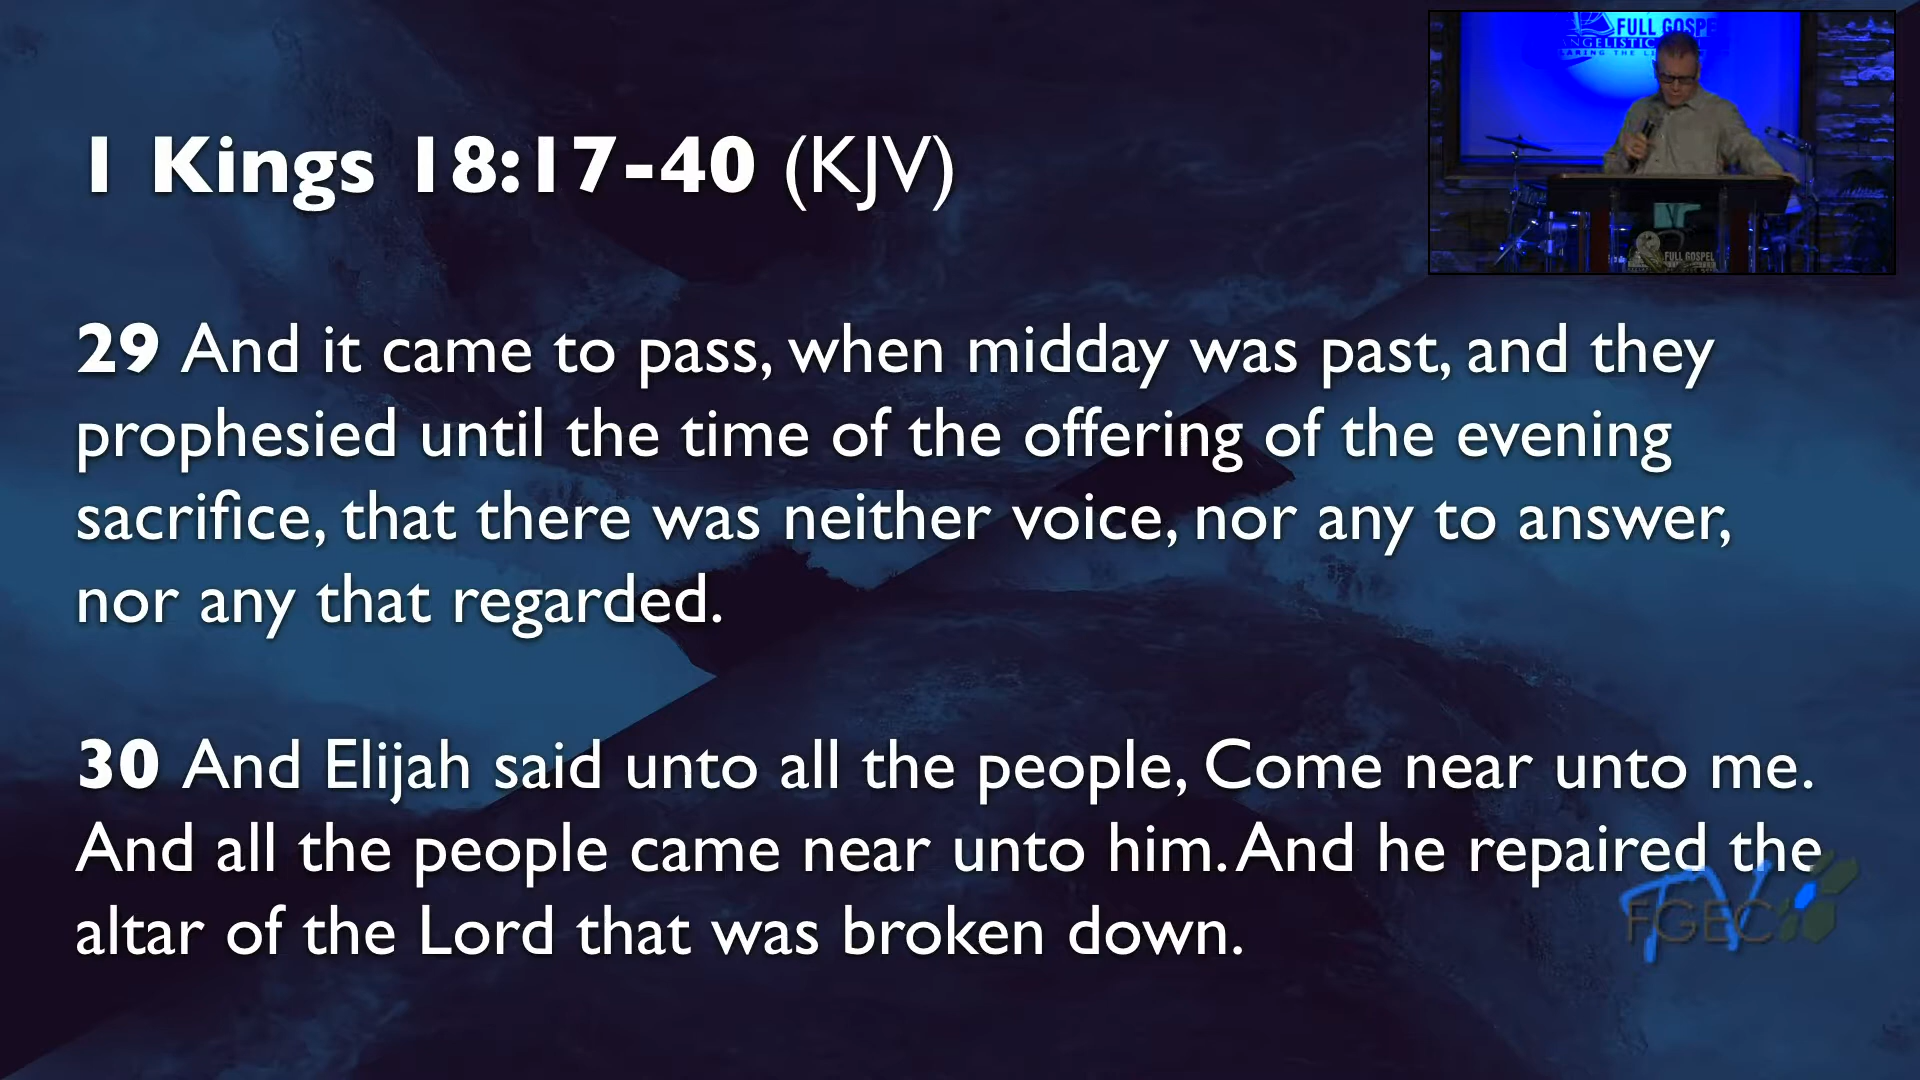 1 Kings 18:17-40 (KJV)
FULL GOSPE
ANGELISTIC
29 And it came to pass, when midday was past, and they
prophesied until the time of the offering of the evening
sacrifice, that there was neither voice, nor any to answer,
nor any that regarded.
30 And Elijah said unto all the people, Come near unto me.
And all the people came near unto him. And he repaired the
altar of the Lord that was broken down.
FULL GOSPEL
TV
FGEC